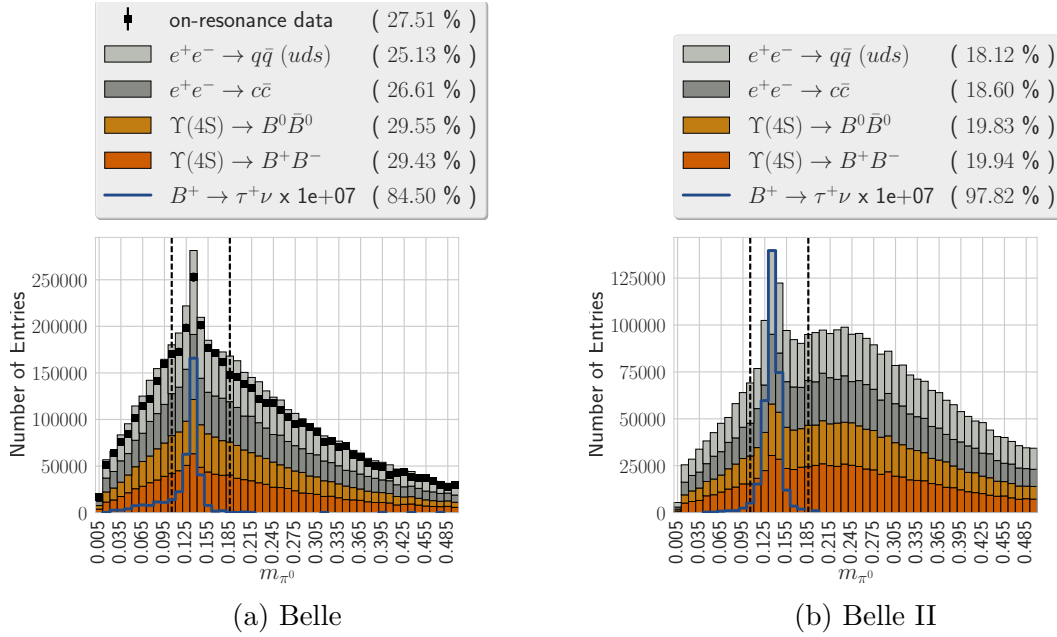 on-resonance data ( 27.51 % )
e⁺e⁻ → qq̄ (uds) ( 25.13 % )
e⁺e⁻ → cc̄ ( 26.61 % )
Υ(4S) → B⁰B̄⁰ ( 29.55 % )
Υ(4S) → B⁺B⁻ ( 29.43 % )
B⁺ → τ⁺ν x 1e+07 ( 84.50 % )
Number of Entries
250000
200000
150000
100000
50000
0
0.005 0.035 0.065 0.095 0.125 0.155 0.185 0.215 0.245 0.275 0.305 0.335 0.365 0.395 0.425 0.455 0.485
m_π⁰
(a) Belle
e⁺e⁻ → qq̄ (uds) ( 18.12 % )
e⁺e⁻ → cc̄ ( 18.60 % )
Υ(4S) → B⁰B̄⁰ ( 19.83 % )
Υ(4S) → B⁺B⁻ ( 19.94 % )
B⁺ → τ⁺ν x 1e+07 ( 97.82 % )
Number of Entries
125000
100000
75000
50000
25000
0
0.005 0.035 0.065 0.095 0.125 0.155 0.185 0.215 0.245 0.275 0.305 0.335 0.365 0.395 0.425 0.455 0.485
m_π⁰
(b) Belle II